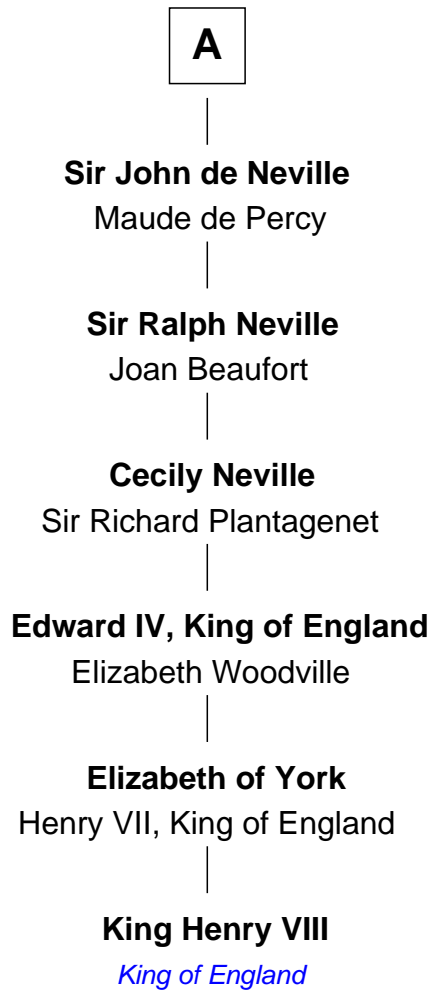 A
Sir John de Neville
Maude de Percy
Sir Ralph Neville
Joan Beaufort
Cecily Neville
Sir Richard Plantagenet
Edward IV, King of England
Elizabeth Woodville
Elizabeth of York
Henry VII, King of England
King Henry VIII
King of England